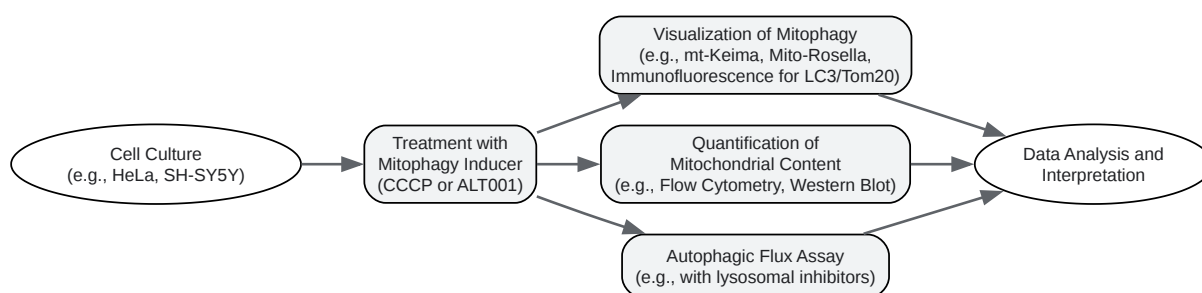 Cell Culture
(e.g., HeLa, SH-SY5Y)
Treatment with
Mitophagy Inducer
(CCCP or ALT001)
Visualization of Mitophagy
(e.g., mt-Keima, Mito-Rosella,
Immunofluorescence for LC3/Tom20)
Quantification of
Mitochondrial Content
(e.g., Flow Cytometry, Western Blot)
Autophagic Flux Assay
(e.g., with lysosomal inhibitors)
Data Analysis and
Interpretation